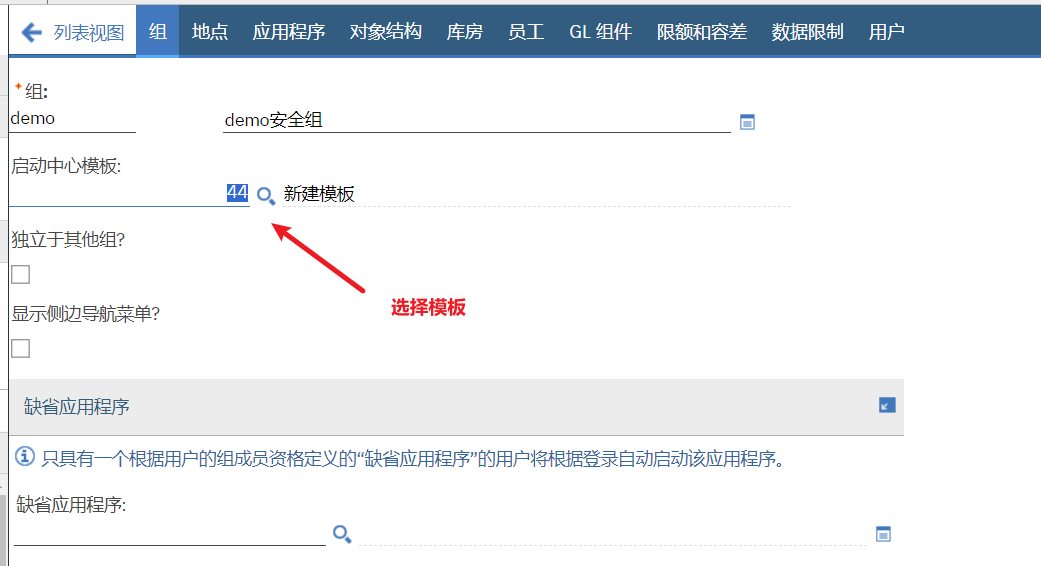 列表视图 组 地点 应用程序 对象结构 库房 员工 GL 组件 限额和容差 数据限制 用户
组:
demo demo安全组
启动中心模板:
44 新建模板
独立于其他组?
选择模板
显示侧边导航菜单?
缺省应用程序
只具有一个根据用户的组成员资格定义的“缺省应用程序”的用户将根据登录自动启动该应用程序。
缺省应用程序: